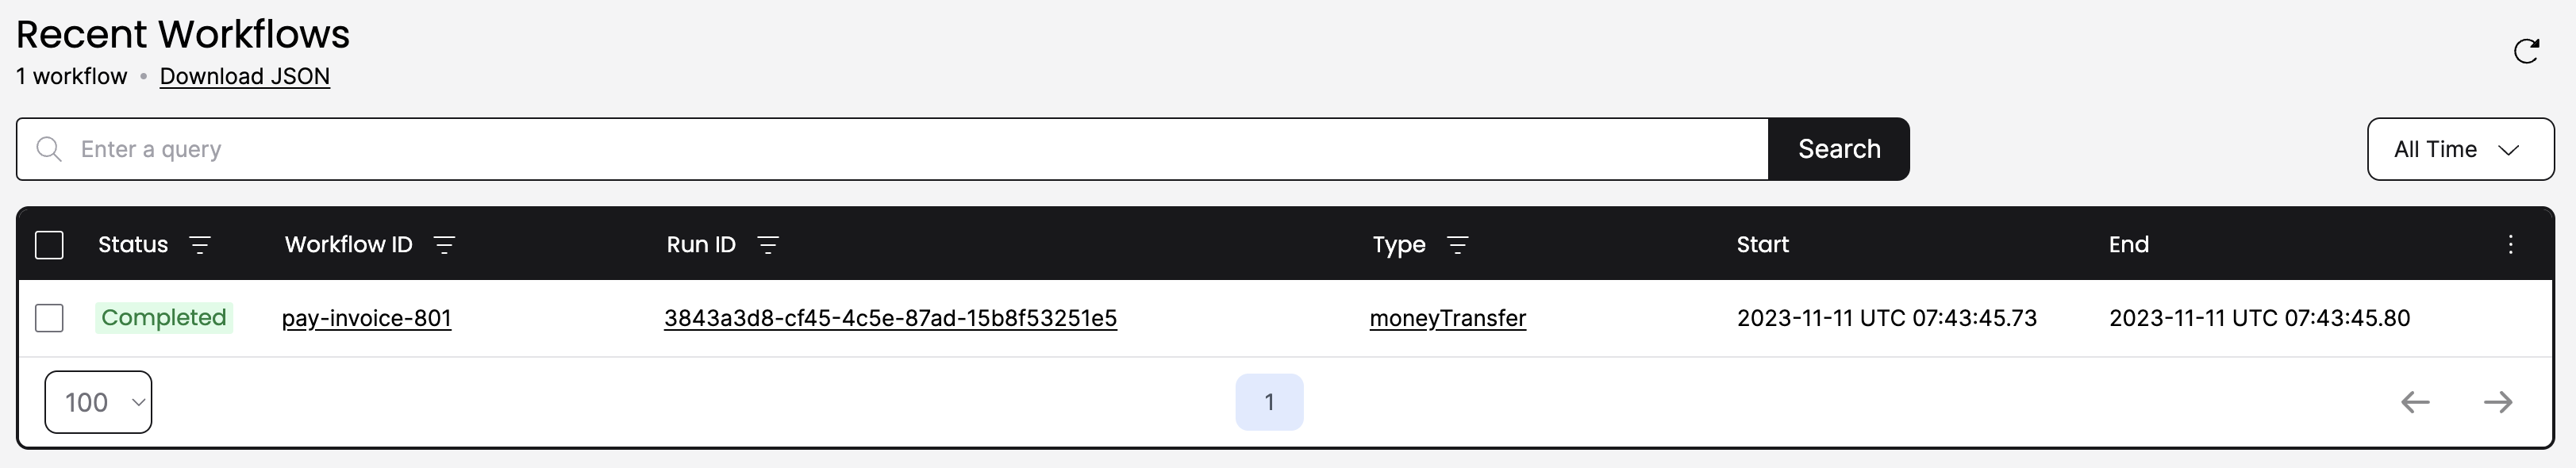 Recent Workflows
1 workflow • Download JSON
Enter a query
Search
All Time
Status Workflow ID Run ID Type Start End
Completed pay-invoice-801 3843a3d8-cf45-4c5e-87ad-15b8f53251e5 moneyTransfer 2023-11-11 UTC 07:43:45.73 2023-11-11 UTC 07:43:45.80
100 1